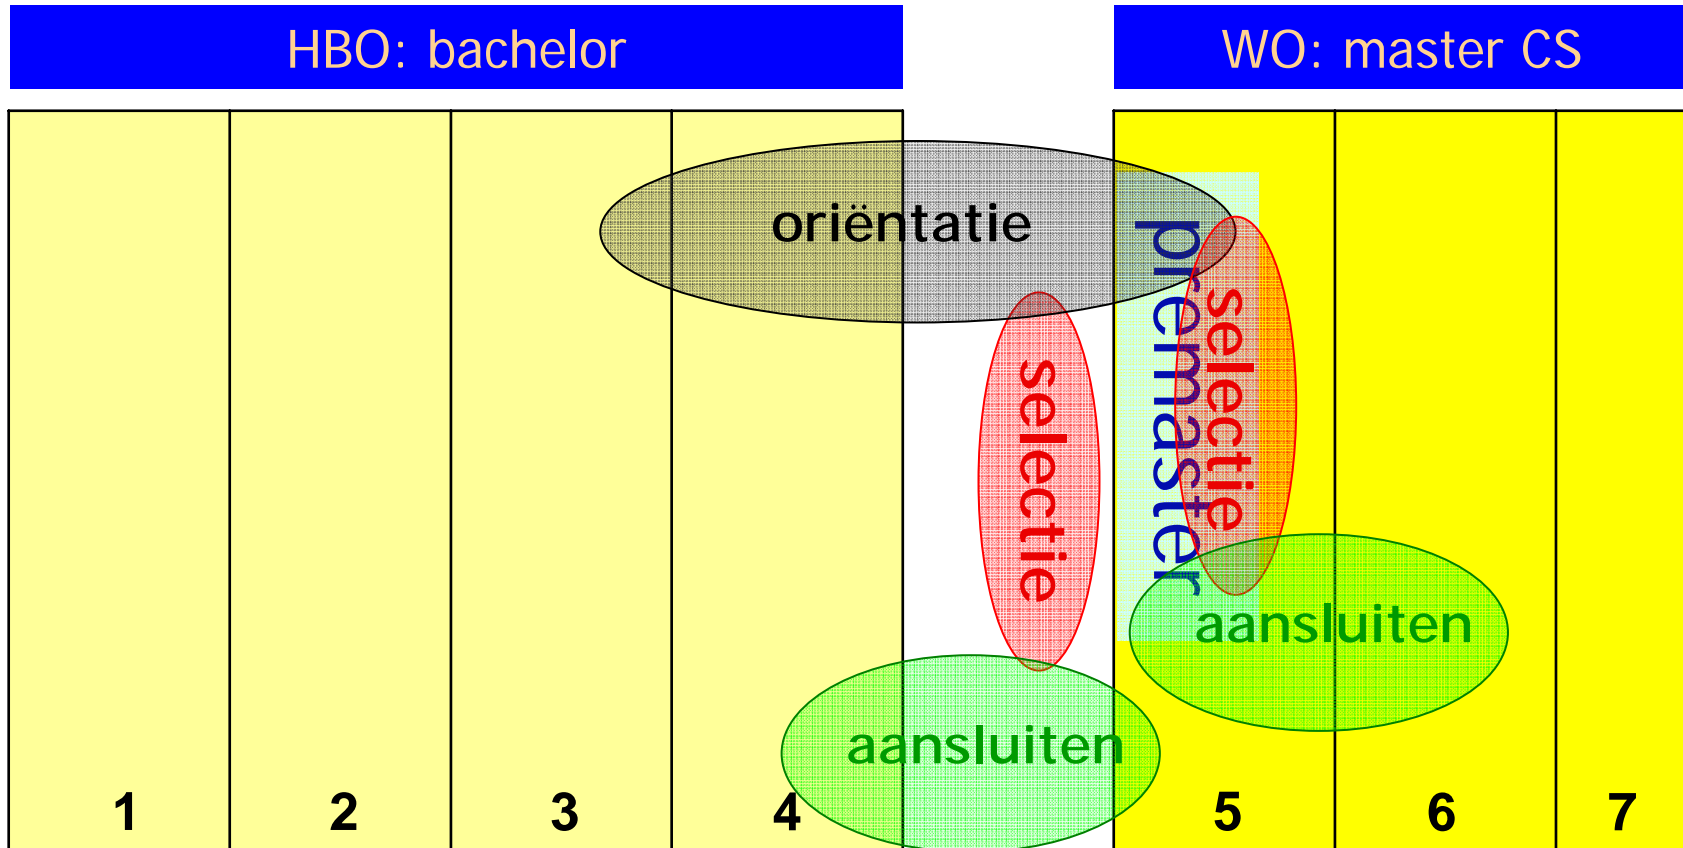 HBO: bachelor
WO: master CS
oriëntatie
premaster
selectie
selectie
aansluiten
aansluiten
1
2
3
4
5
6
7